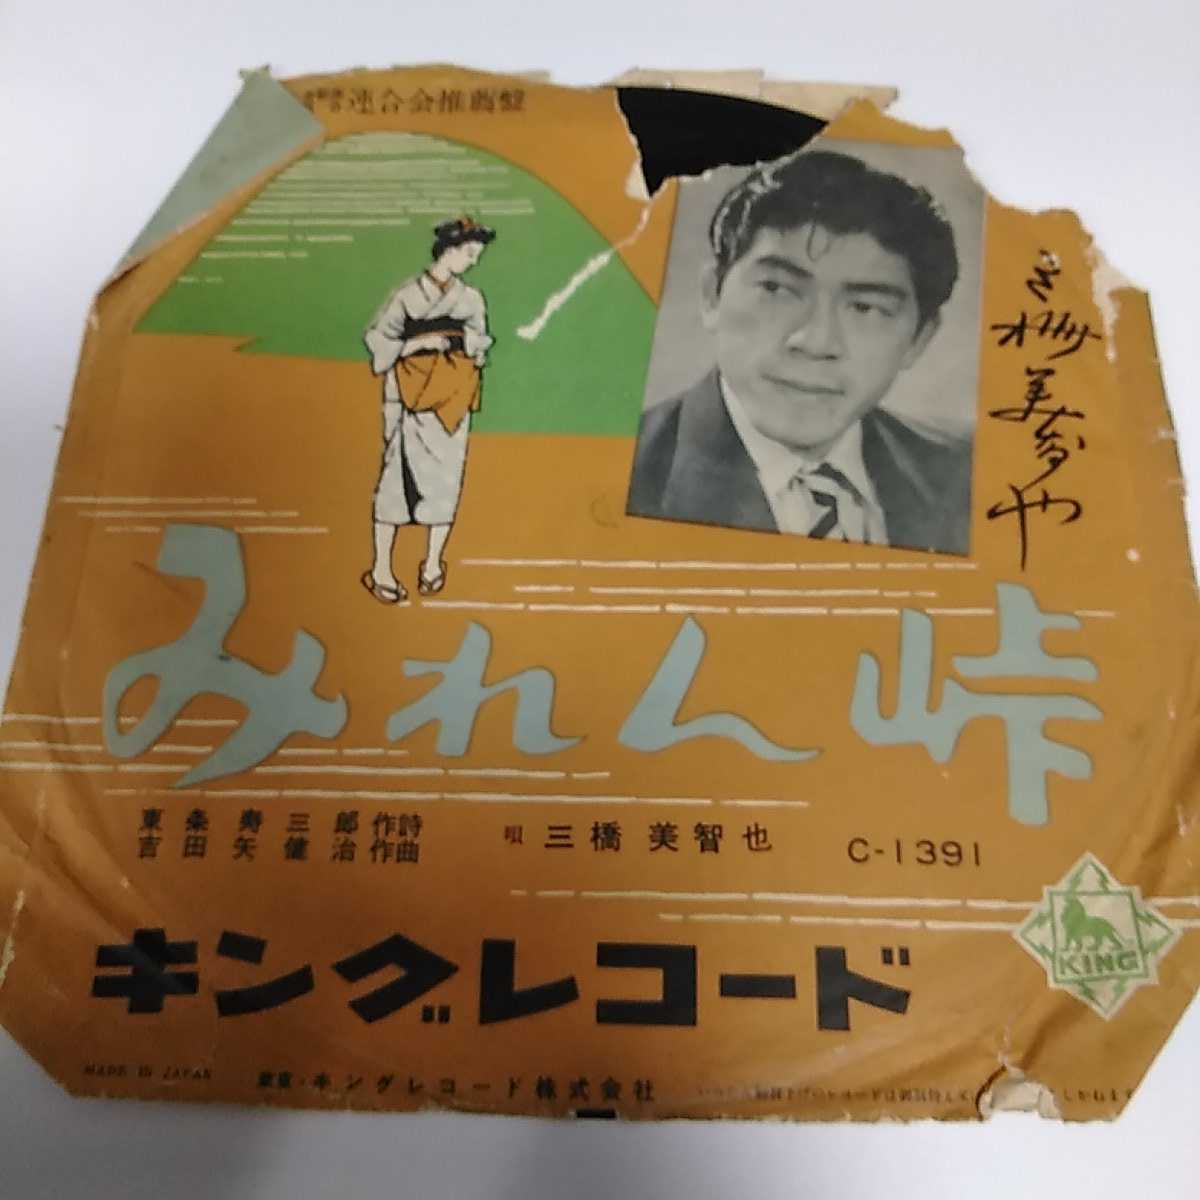 連合会推薦盤
三橋美智也
みれん峠
東条寿三郎作詩
吉田矢健治作曲
唄 三橋美智也 C-1391
キングレコード
KING
MADE IN JAPAN
東京・キングレコード株式会社